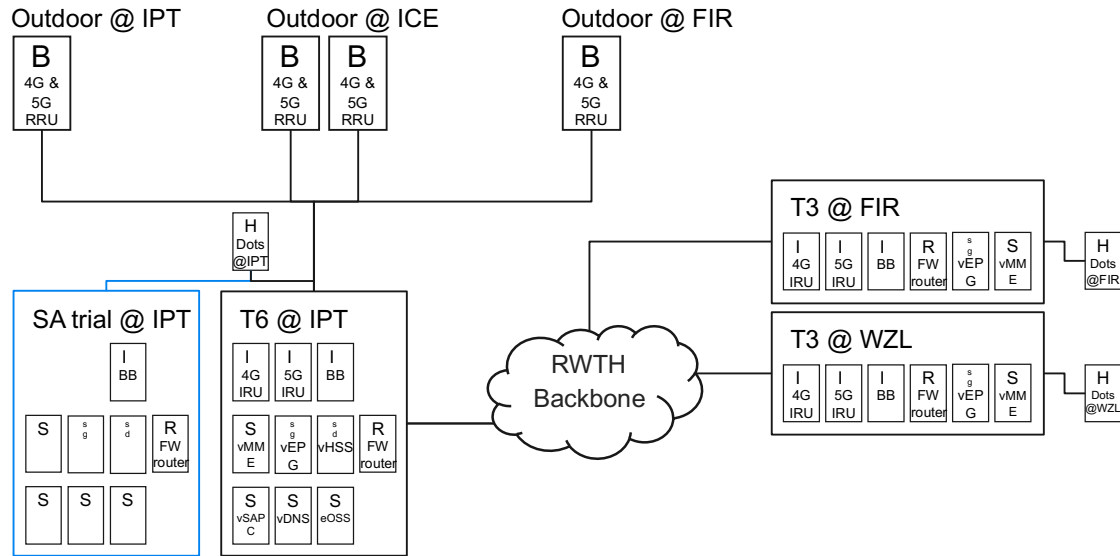 Outdoor @ IPT
Outdoor @ ICE
Outdoor @ FIR
B
4G &
5G
RRU
B
4G &
5G
RRU
B
4G &
5G
RRU
B
4G &
5G
RRU
H
Dots
@IPT
SA trial @ IPT
I
BB
S
s
g
s
d
R
FW
router
S
S
S
T6 @ IPT
I
4G
IRU
I
5G
IRU
I
BB
S
vMM
E
s
g
vEP
G
s
d
vHSS
R
FW
router
S
vSAP
C
S
vDNS
S
eOSS
RWTH
Backbone
T3 @ FIR
I
4G
IRU
I
5G
IRU
I
BB
R
FW
router
s
g
vEP
G
S
vMM
E
H
Dots
@FIR
T3 @ WZL
I
4G
IRU
I
5G
IRU
I
BB
R
FW
router
s
g
vEP
G
S
vMM
E
H
Dots
@WZL